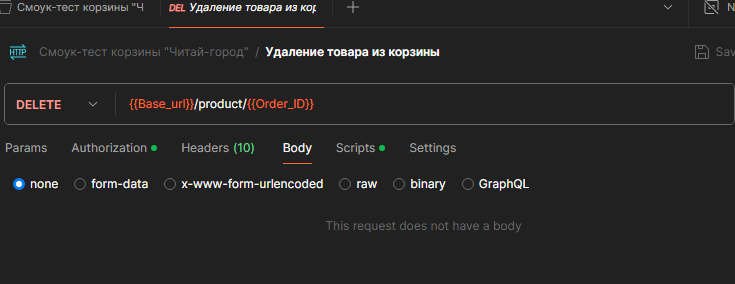 Смоук-тест корзины "Ч
DEL Удаление товара из кор
N
HTTP Смоук-тест корзины "Читай-город" / Удаление товара из корзины
Sav
DELETE {{Base_url}}/product/{{Order_ID}}
Params Authorization Headers (10) Body Scripts Settings
none form-data x-www-form-urlencoded raw binary GraphQL
This request does not have a body